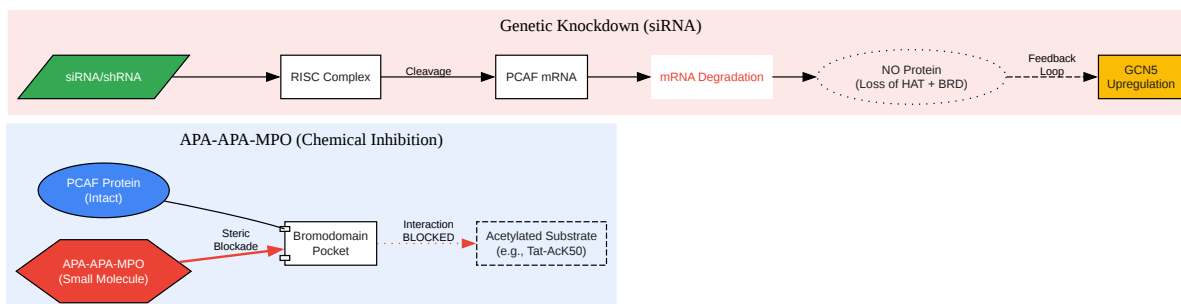 Genetic Knockdown (siRNA)
siRNA/shRNA
RISC Complex
Cleavage
PCAF mRNA
mRNA Degradation
NO Protein
(Loss of HAT + BRD)
Feedback
Loop
GCN5
Upregulation
APA-APA-MPO (Chemical Inhibition)
PCAF Protein
(Intact)
APA-APA-MPO
(Small Molecule)
Steric
Blockade
Bromodomain
Pocket
Interaction
BLOCKED
Acetylated Substrate
(e.g., Tat-AcK50)